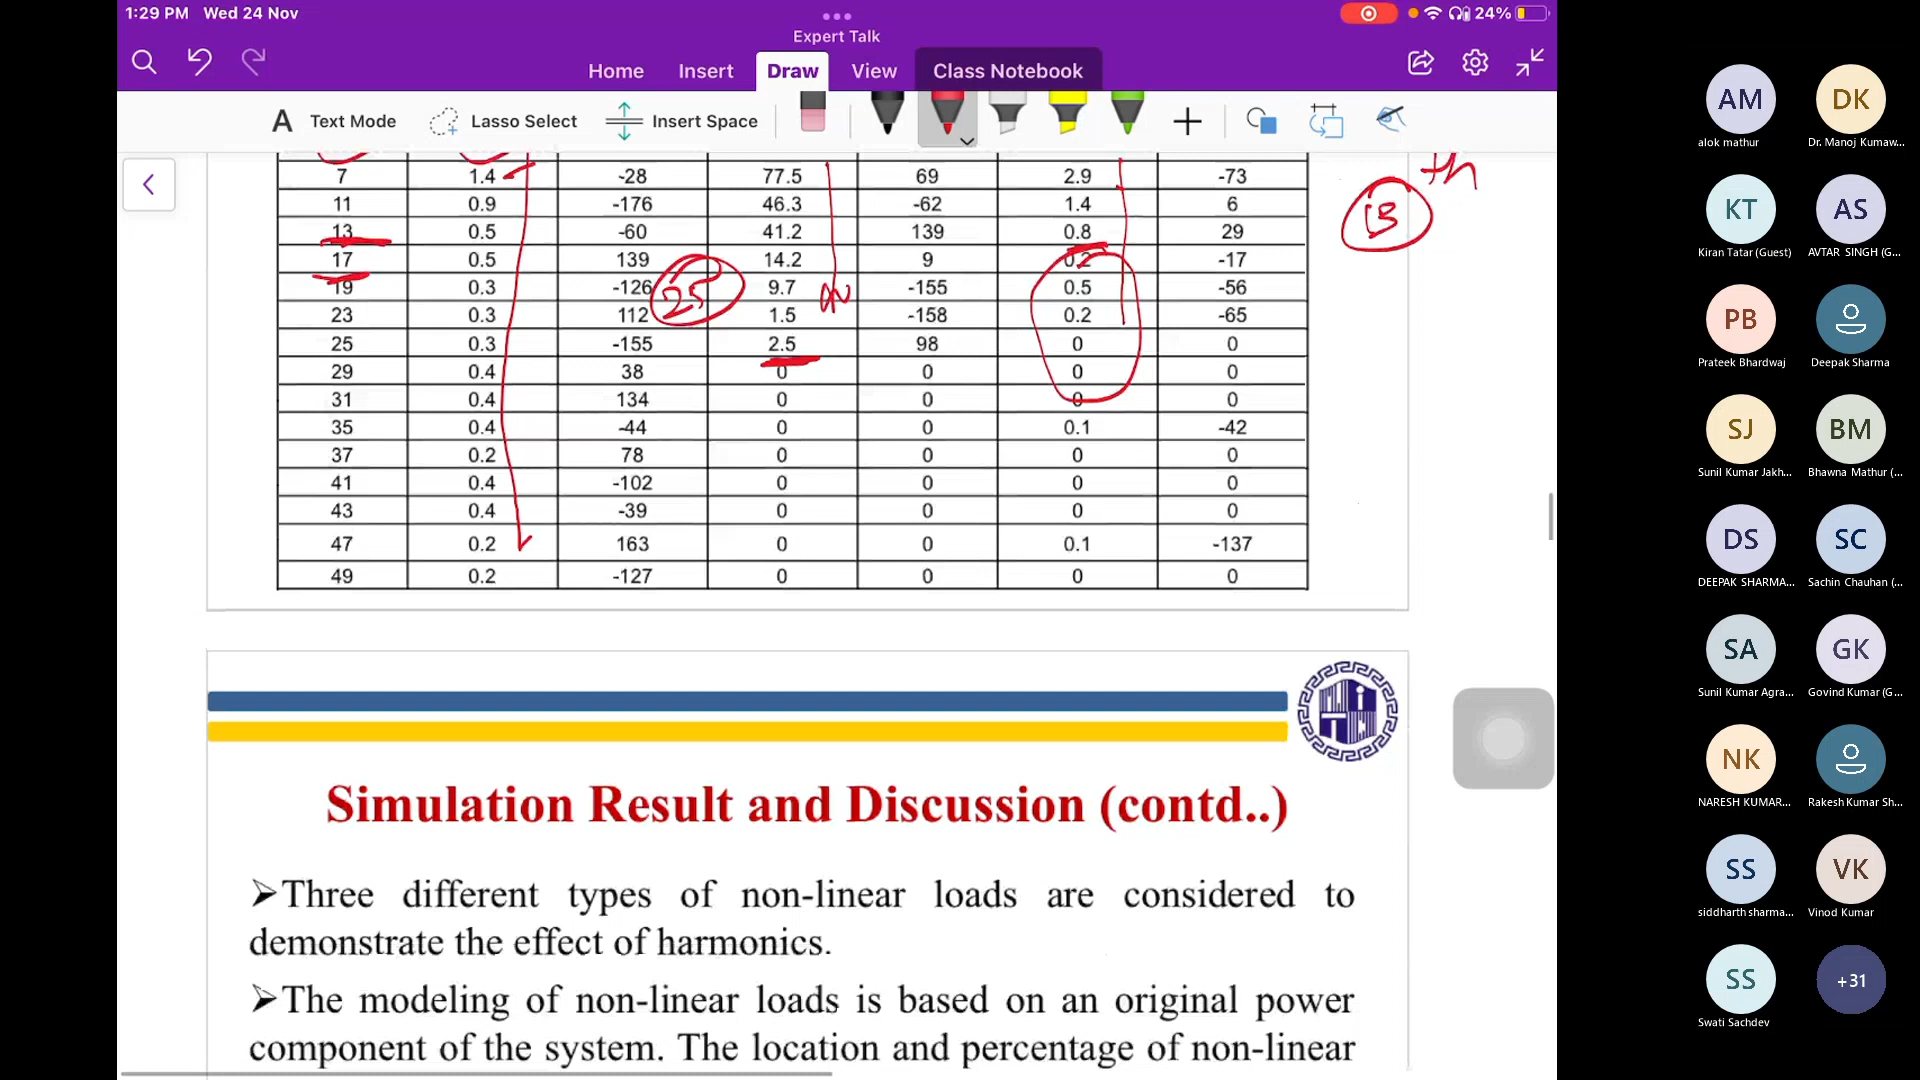 1:29 PM Wed 24 Nov
24%
Expert Talk
Home Insert Draw View Class Notebook
A Text Mode Lasso Select Insert Space
7 1.4 -28 77.5 69 2.9 -73
11 0.9 -176 46.3 -62 1.4 6
13 0.5 -60 41.2 139 0.8 29
17 0.5 139 14.2 9 0.2 -17
19 0.3 -126 9.7 -155 0.5 -56
23 0.3 112 1.5 -158 0.2 -65
25 0.3 -155 2.5 98 0 0
29 0.4 38 0 0 0 0
31 0.4 134 0 0 0 0
35 0.4 -44 0 0 0.1 -42
37 0.2 78 0 0 0 0
41 0.4 -102 0 0 0 0
43 0.4 -39 0 0 0 0
47 0.2 163 0 0 0.1 -137
49 0.2 -127 0 0 0 0
25
13 th
Simulation Result and Discussion (contd..)
➢Three different types of non-linear loads are considered to
demonstrate the effect of harmonics.
➢The modeling of non-linear loads is based on an original power
component of the system. The location and percentage of non-linear
AM DK
alok mathur Dr. Manoj Kumaw...
KT AS
Kiran Tatar (Guest) AVTAR SINGH (G...
PB
Prateek Bhardwaj Deepak Sharma
SJ BM
Sunil Kumar Jakh... Bhawna Mathur (...
DS SC
DEEPAK SHARMA... Sachin Chauhan (...
SA GK
Sunil Kumar Agra... Govind Kumar (G...
NK
NARESH KUMAR... Rakesh Kumar Sh...
SS VK
siddharth sharma... Vinod Kumar
SS +31
Swati Sachdev